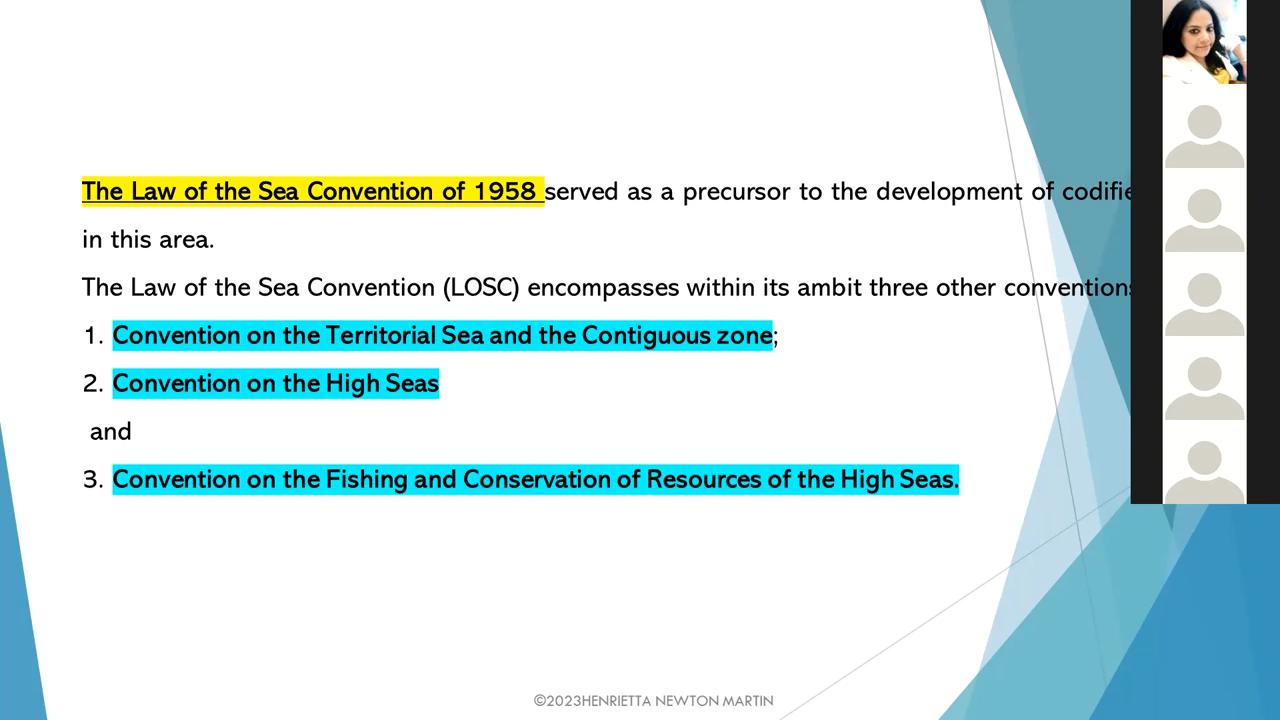 The Law of the Sea Convention of 1958 served as a precursor to the development of
in this area.
The Law of the Sea Convention (LOSC) encompasses within its ambit three other conventions
1. Convention on the Territorial Sea and the Contiguous zone;
2. Convention on the High Seas
and
3. Convention on the Fishing and Conservation of Resources of the High Seas.
©2023HENRIETTA NEWTON MARTIN